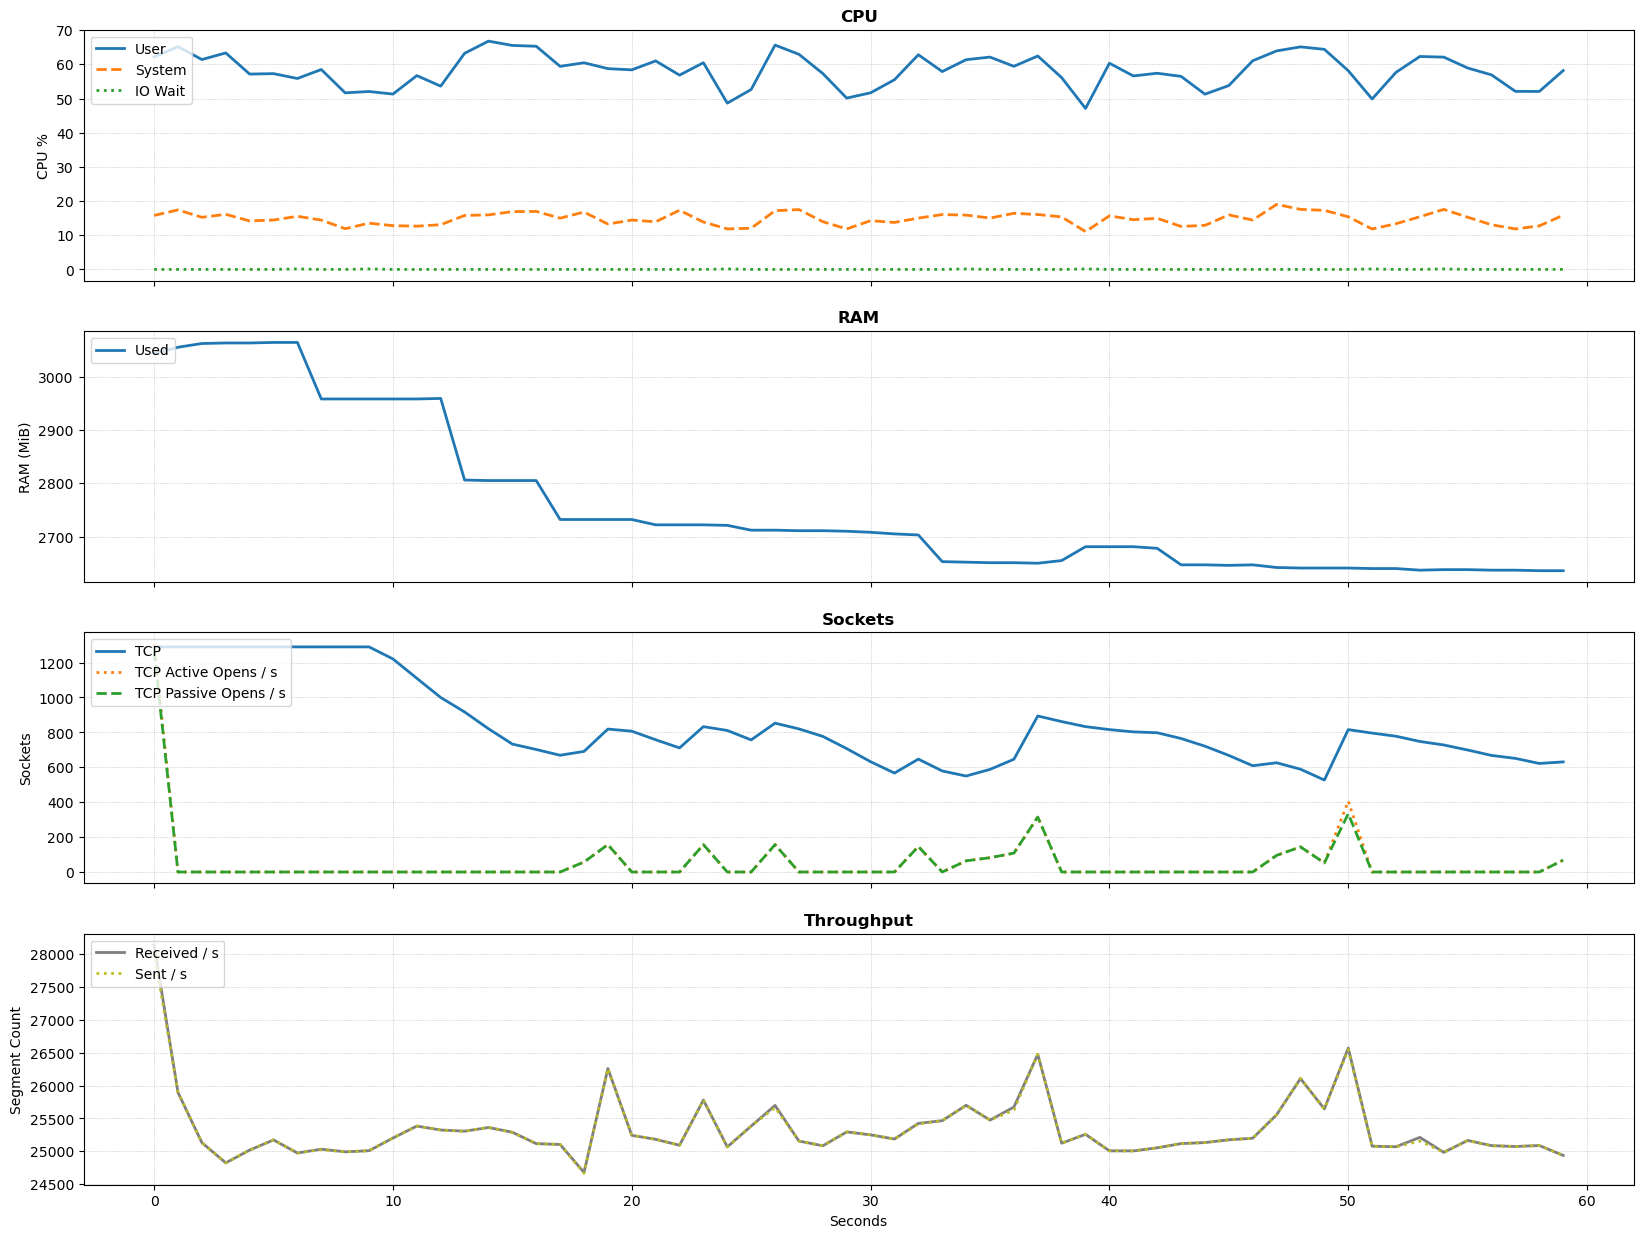 CPU
70
60
50
40
30
20
10
0
CPU %
User
System
IO Wait
RAM
3000
2900
2800
2700
RAM (MiB)
Used
Sockets
1200
1000
800
600
400
200
0
Sockets
TCP
TCP Active Opens / s
TCP Passive Opens / s
Throughput
28000
27500
27000
26500
26000
25500
25000
24500
Segment Count
Received / s
Sent / s
0 10 20 30 40 50 60
Seconds